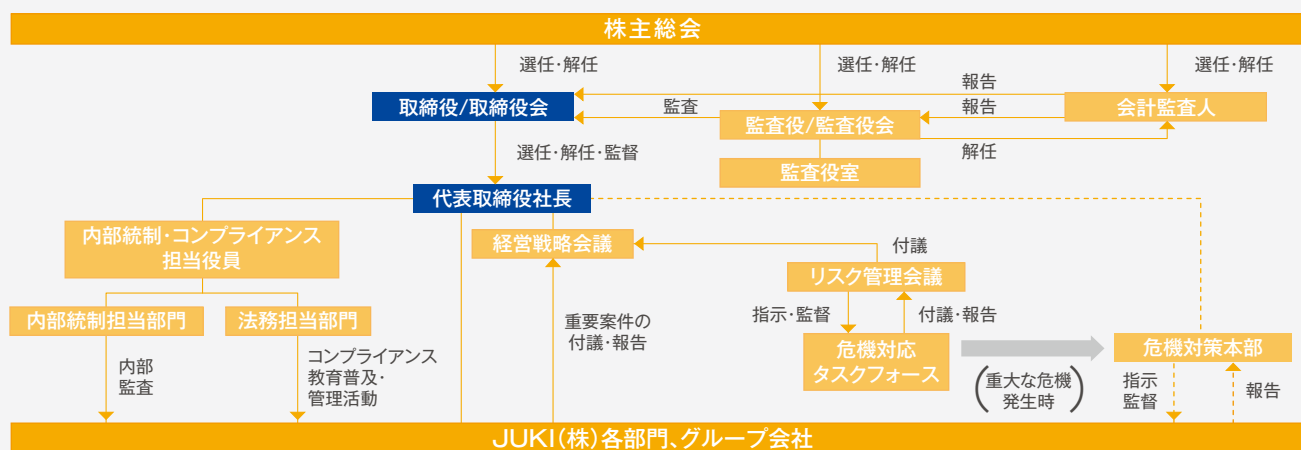 株主総会
選任・解任
選任・解任
選任・解任
報告
取締役/取締役会
監査
監査役/監査役会
報告
会計監査人
解任
選任・解任・監督
監査役室
代表取締役社長
内部統制・コンプライアンス
担当役員
経営戦略会議
付議
リスク管理会議
内部統制担当部門
法務担当部門
重要案件の
付議・報告
指示・監督
付議・報告
危機対応
タスクフォース
危機対策本部
内部
監査
コンプライアンス
教育普及・
管理活動
(重大な危機
発生時)
指示
監督
報告
JUKI(株)各部門、グループ会社